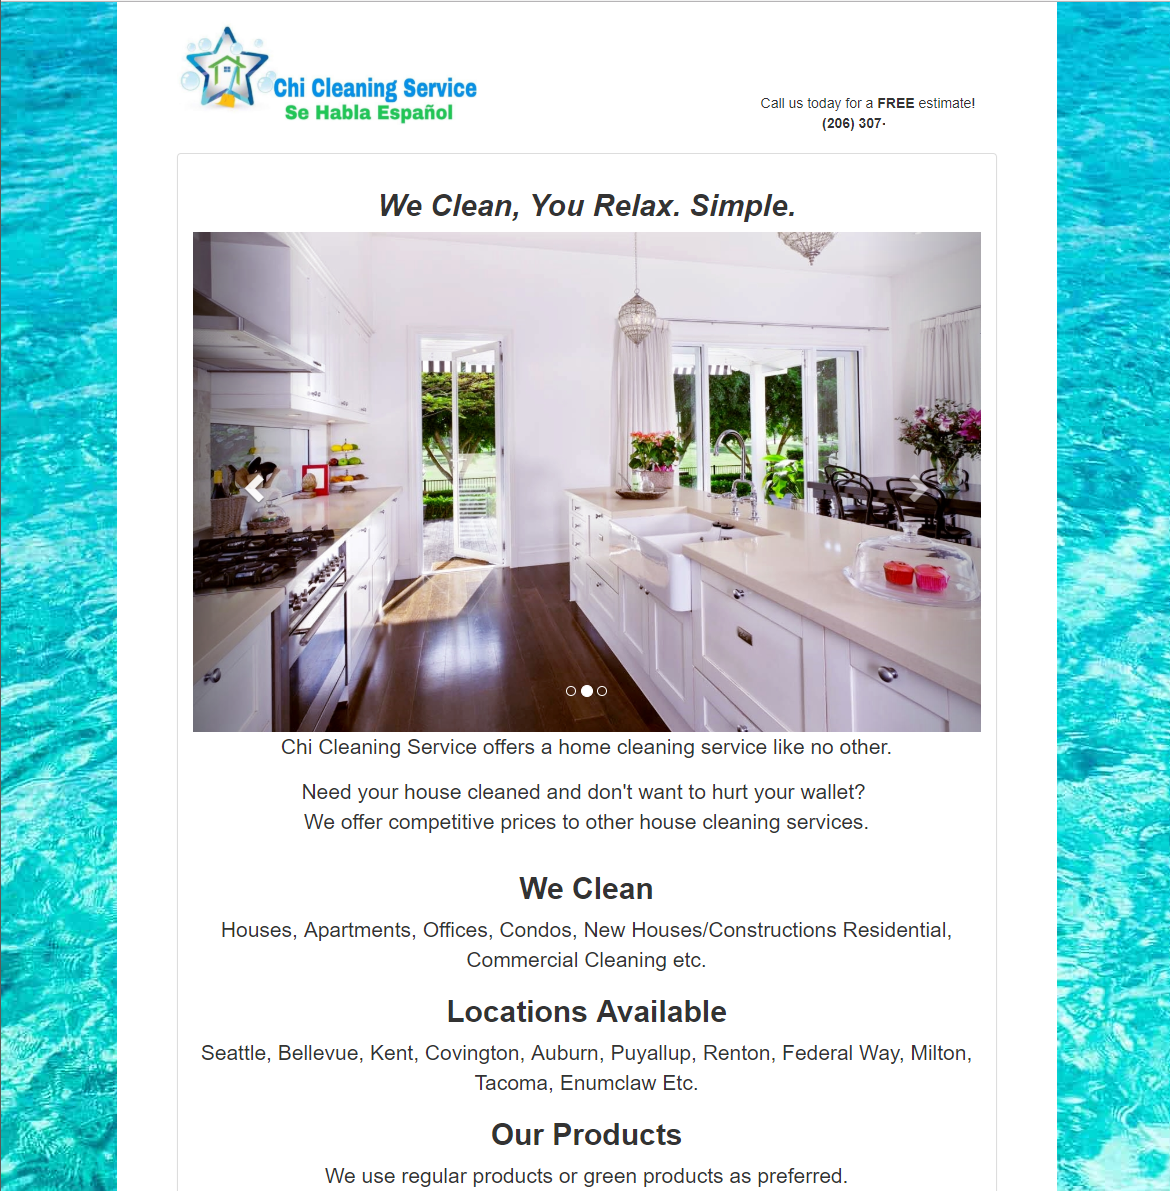 Chi Cleaning Service
Se Habla Español
Call us today for a FREE estimate!
(206) 307-
We Clean, You Relax. Simple.
Chi Cleaning Service offers a home cleaning service like no other.
Need your house cleaned and don't want to hurt your wallet?
We offer competitive prices to other house cleaning services.
We Clean
Houses, Apartments, Offices, Condos, New Houses/Constructions Residential,
Commercial Cleaning etc.
Locations Available
Seattle, Bellevue, Kent, Covington, Auburn, Puyallup, Renton, Federal Way, Milton,
Tacoma, Enumclaw Etc.
Our Products
We use regular products or green products as preferred.